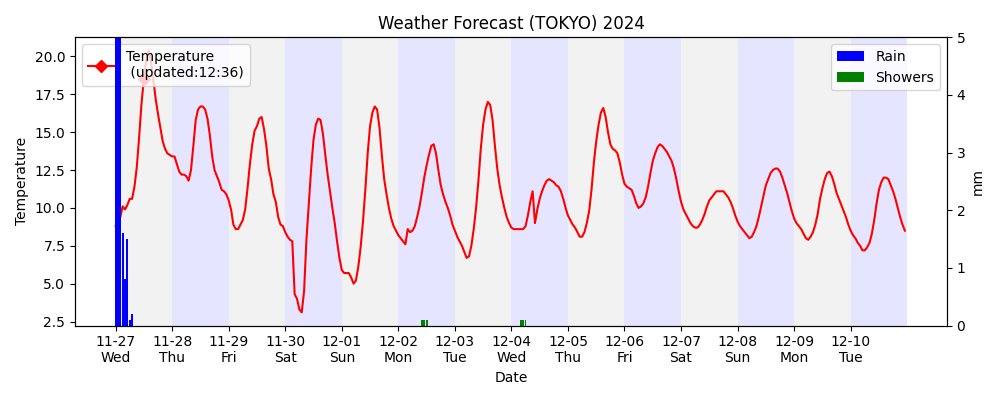 Weather Forecast (TOKYO) 2024
Temperature
(updated:12:36)
Rain
Showers
Temperature
20.0
17.5
15.0
12.5
10.0
7.5
5.0
2.5
5
4
3
2
1
0
mm
11-27 11-28 11-29 11-30 12-01 12-02 12-03 12-04 12-05 12-06 12-07 12-08 12-09 12-10
Wed Thu Fri Sat Sun Mon Tue Wed Thu Fri Sat Sun Mon Tue
Date